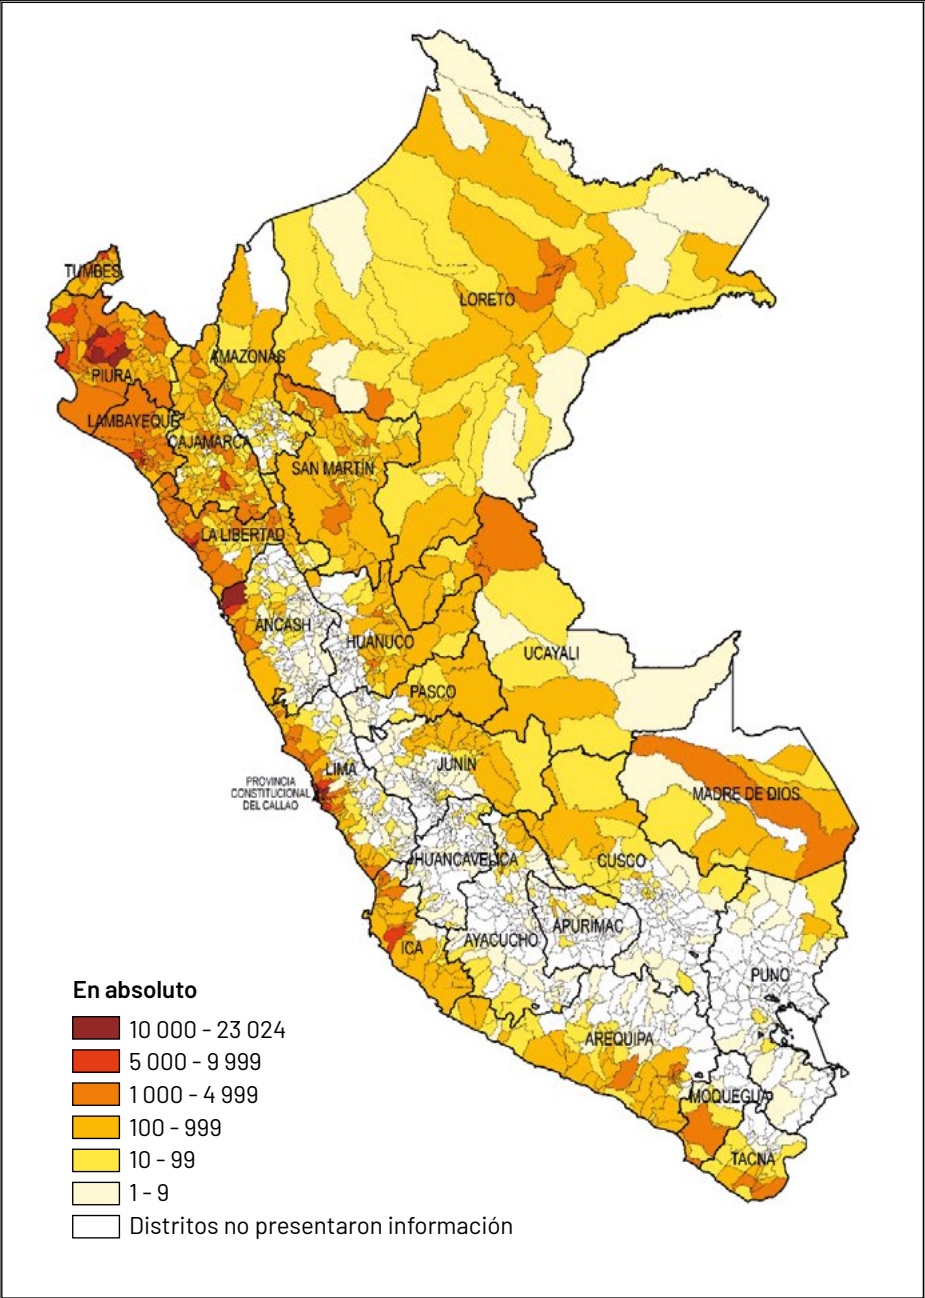 TUMBES
LORETO
AMAZONAS
PIURA
LAMBAYEQUE
CAJAMARCA
SAN MARTÍN
LA LIBERTAD
ÁNCASH
HUÁNUCO
UCAYALI
PASCO
JUNÍN
LIMA
PROVINCIA
CONSTITUCIONAL
DEL CALLAO
MADRE DE DIOS
HUANCAVELICA
CUSCO
APURÍMAC
AYACUCHO
ICA
PUNO
AREQUIPA
MOQUEGUA
TACNA
En absoluto
10 000 - 23 024
5 000 - 9 999
1 000 - 4 999
100 - 999
10 - 99
1 - 9
Distritos no presentaron información